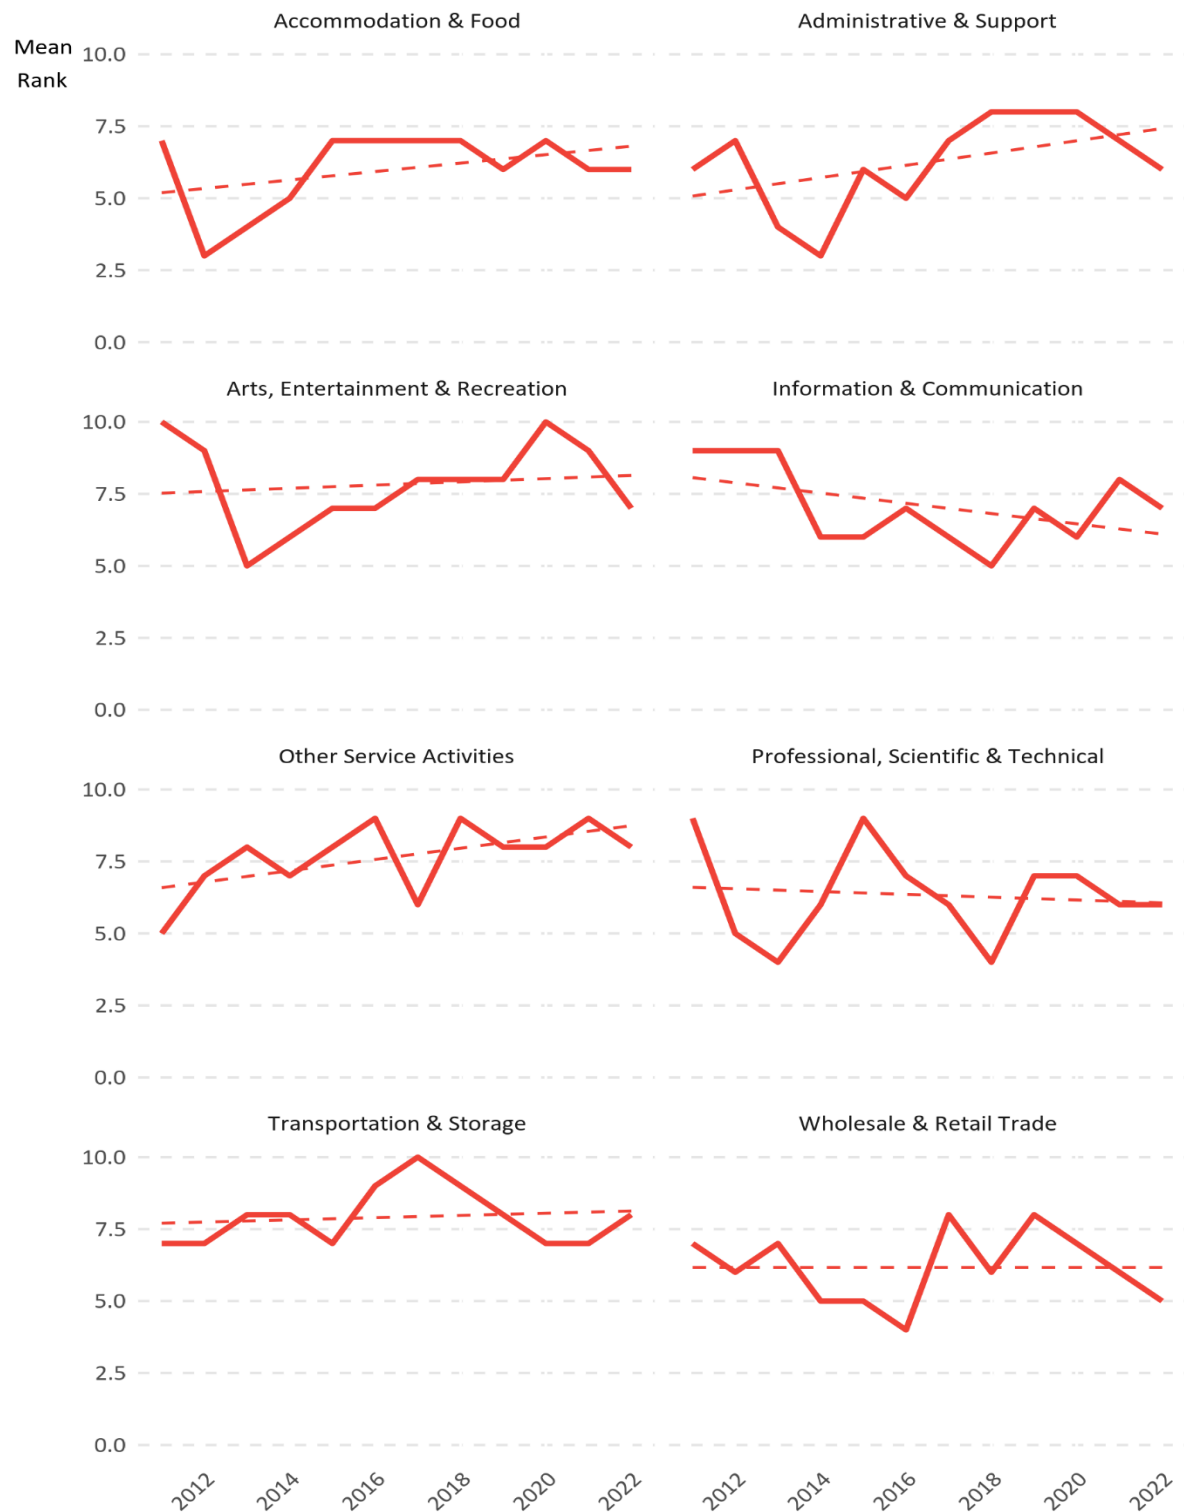 Accommodation & Food
Administrative & Support
Mean
Rank
10.0
7.5
5.0
2.5
0.0
Arts, Entertainment & Recreation
Information & Communication
10.0
7.5
5.0
2.5
0.0
Other Service Activities
Professional, Scientific & Technical
10.0
7.5
5.0
2.5
0.0
Transportation & Storage
Wholesale & Retail Trade
10.0
7.5
5.0
2.5
0.0
2012 2014 2016 2018 2020 2022
2012 2014 2016 2018 2020 2022